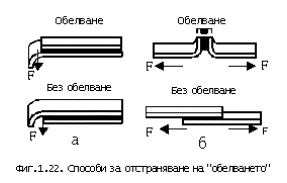 Обелване
Обелване
F
F
F
Без обелване
Без обелване
F
F
F
а
б
Фиг.1.22. Способи за отстраняване на "обелването"